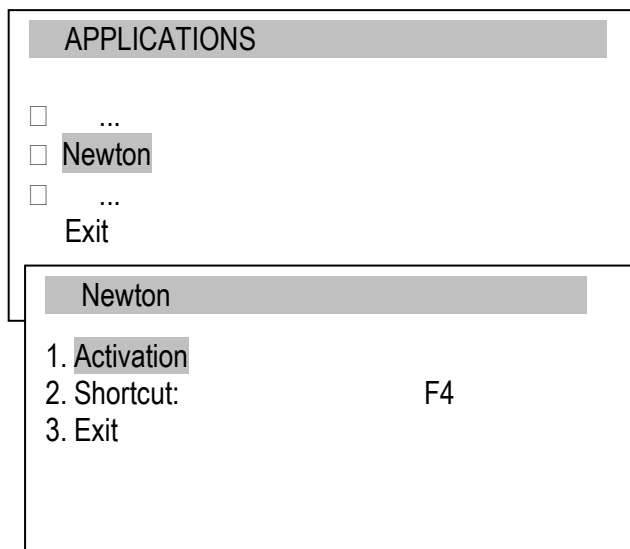 APPLICATIONS
...
Newton
...
Exit
Newton
1. Activation
2. Shortcut: F4
3. Exit